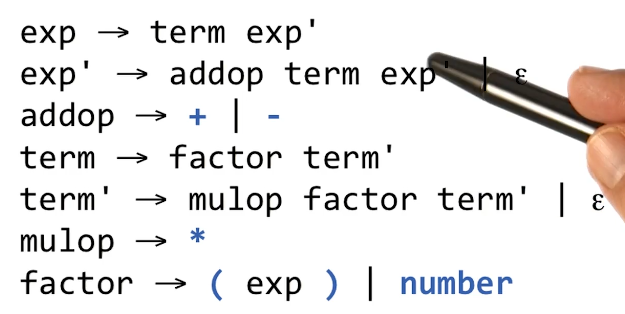 exp → term exp'
exp' → addop term exp' | ε
addop → + | -
term → factor term'
term' → mulop factor term' | ε
mulop → *
factor → ( exp ) | number